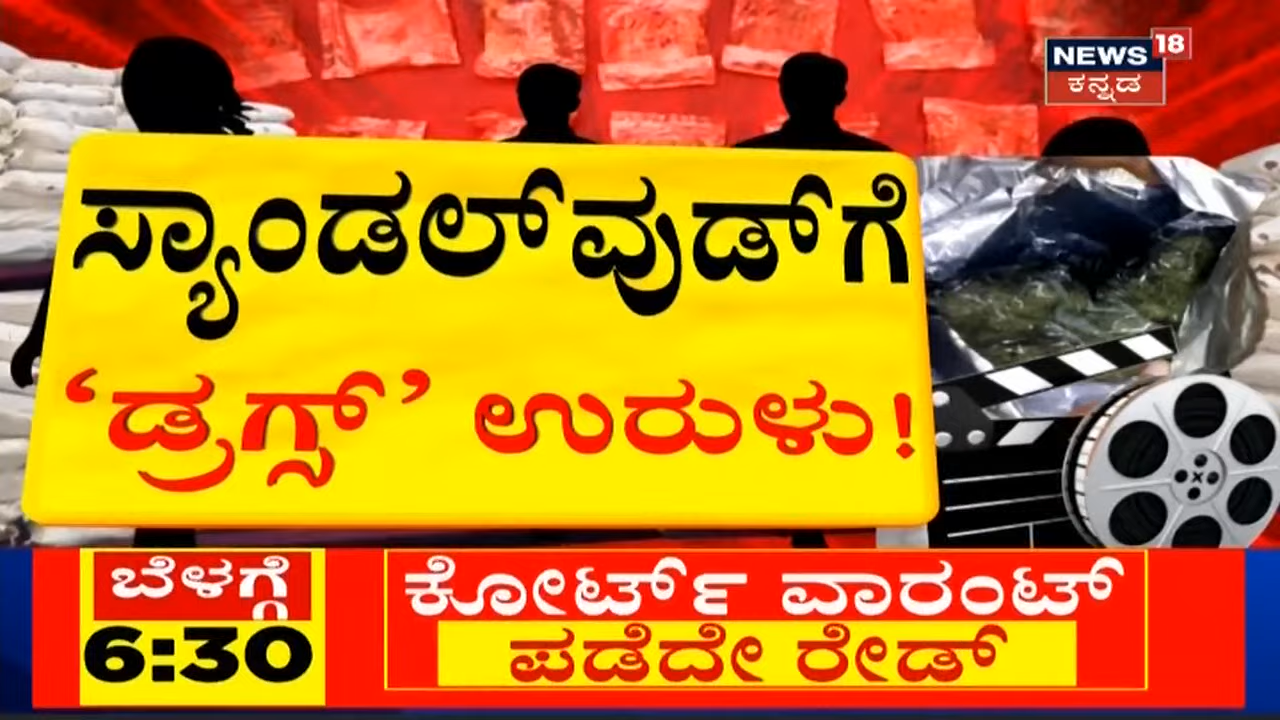 NEWS 18
ಕನ್ನಡ
ಸ್ಯಾಂಡಲ್‌ವುಡ್‌ಗೆ
‘ಡ್ರಗ್ಸ್’ ಉರುಳು!
ಬೆಳಗ್ಗೆ
6:30
ಕೋರ್ಟ್ ವಾರಂಟ್
ಪಡೆದೇ ರೇಡ್